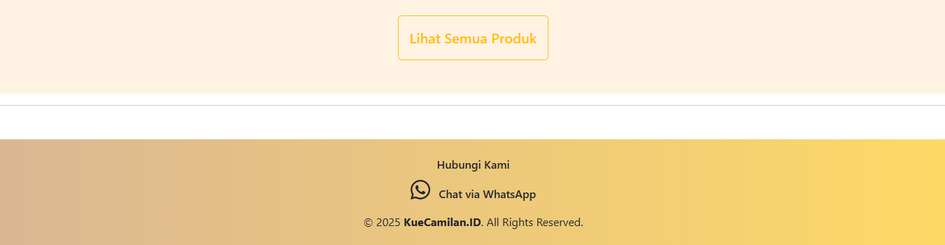 Lihat Semua Produk
Hubungi Kami
Chat via WhatsApp
© 2025 KueCamilan.ID. All Rights Reserved.